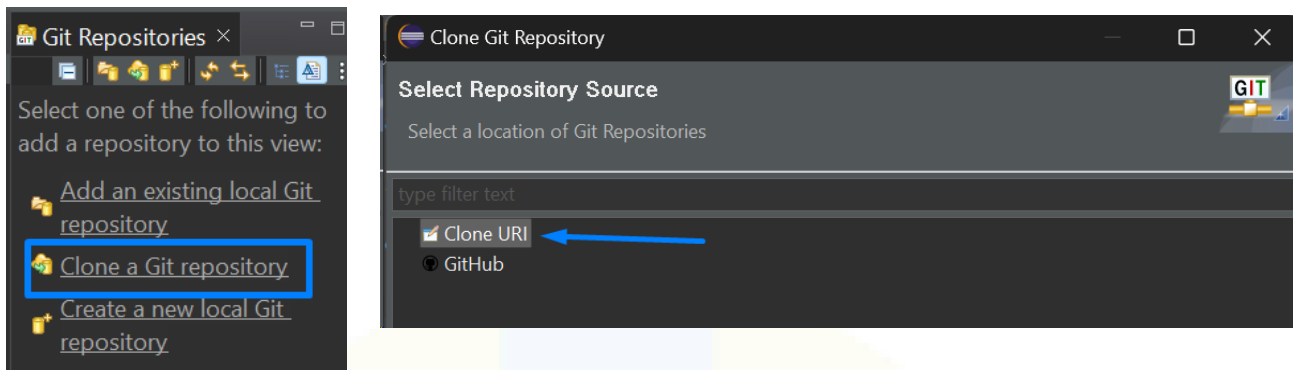 Git Repositories
Select one of the following to
add a repository to this view:
Add an existing local Git
repository
Clone a Git repository
Create a new local Git
repository
Clone Git Repository
Select Repository Source
Select a location of Git Repositories
GIT
type filter text
Clone URI
GitHub